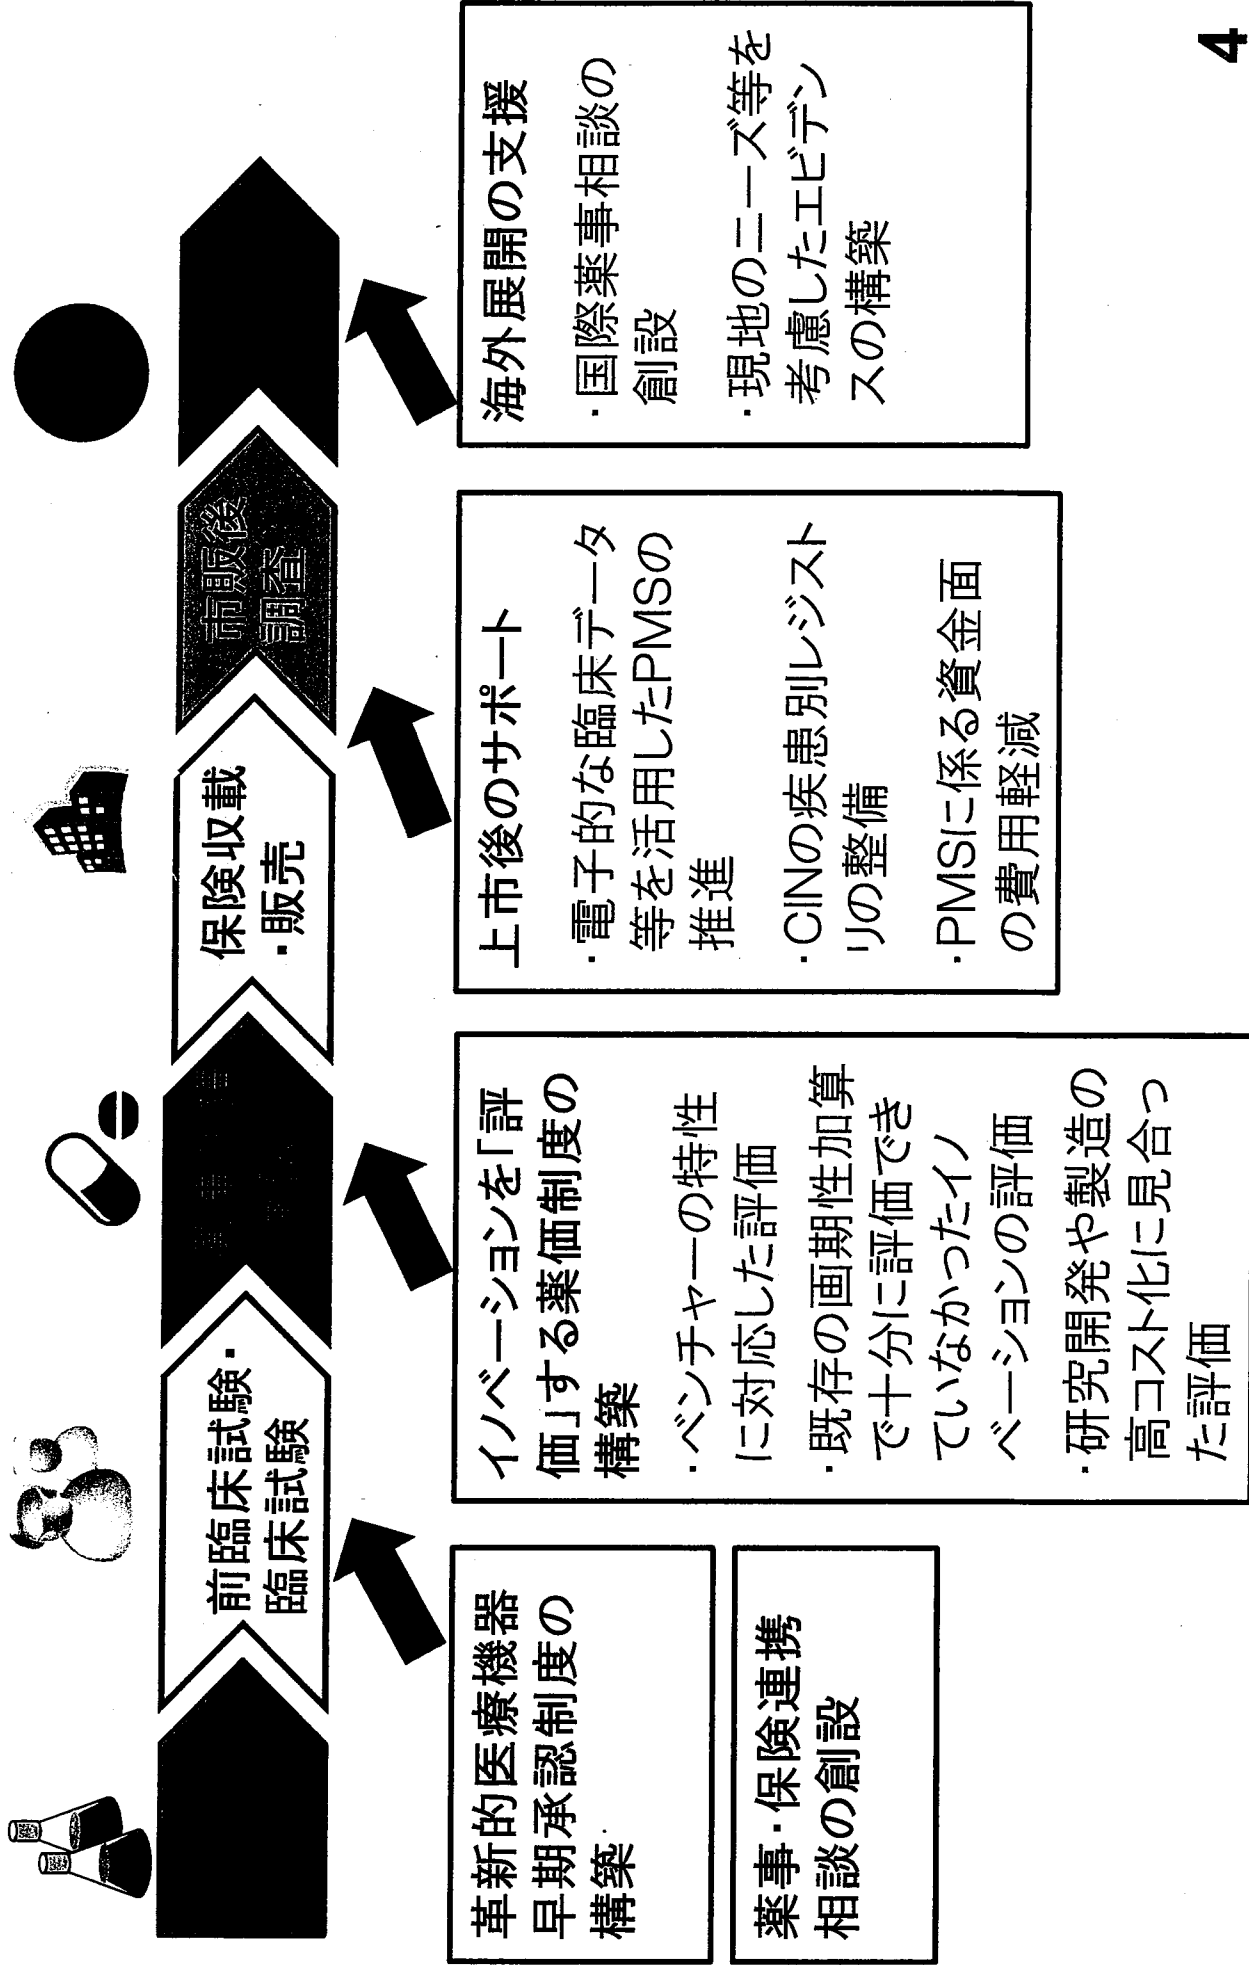 前臨床試験・
臨床試験
保険収載
・販売
市販後
調査
革新的医療機器
早期承認制度の
構築
薬事・保険連携
相談の創設
イノベーションを「評
価」する薬価制度の
構築
・ベンチャーの特性
に対応した評価
・既存の画期性加算
で十分に評価でき
ていなかったイノ
ベーションの評価
・研究開発や製造の
高コスト化に見合っ
た評価
上市後のサポート
・電子的な臨床データ
等を活用したPMSの
推進
・CINの疾患別レジスト
リの整備
・PMSに係る資金面
の費用軽減
海外展開の支援
・国際薬事相談の
創設
・現地のニーズ等を
考慮したエビデン
スの構築
4